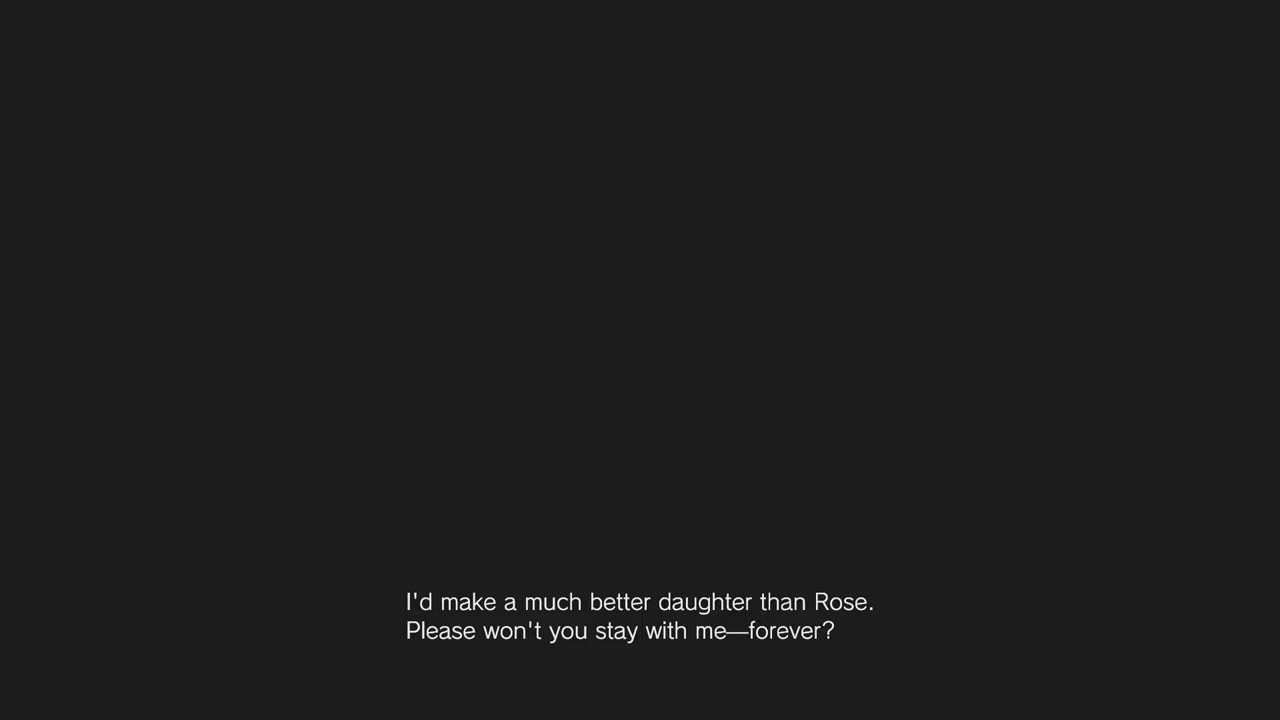 I'd make a much better daughter than Rose.
Please won't you stay with me—forever?